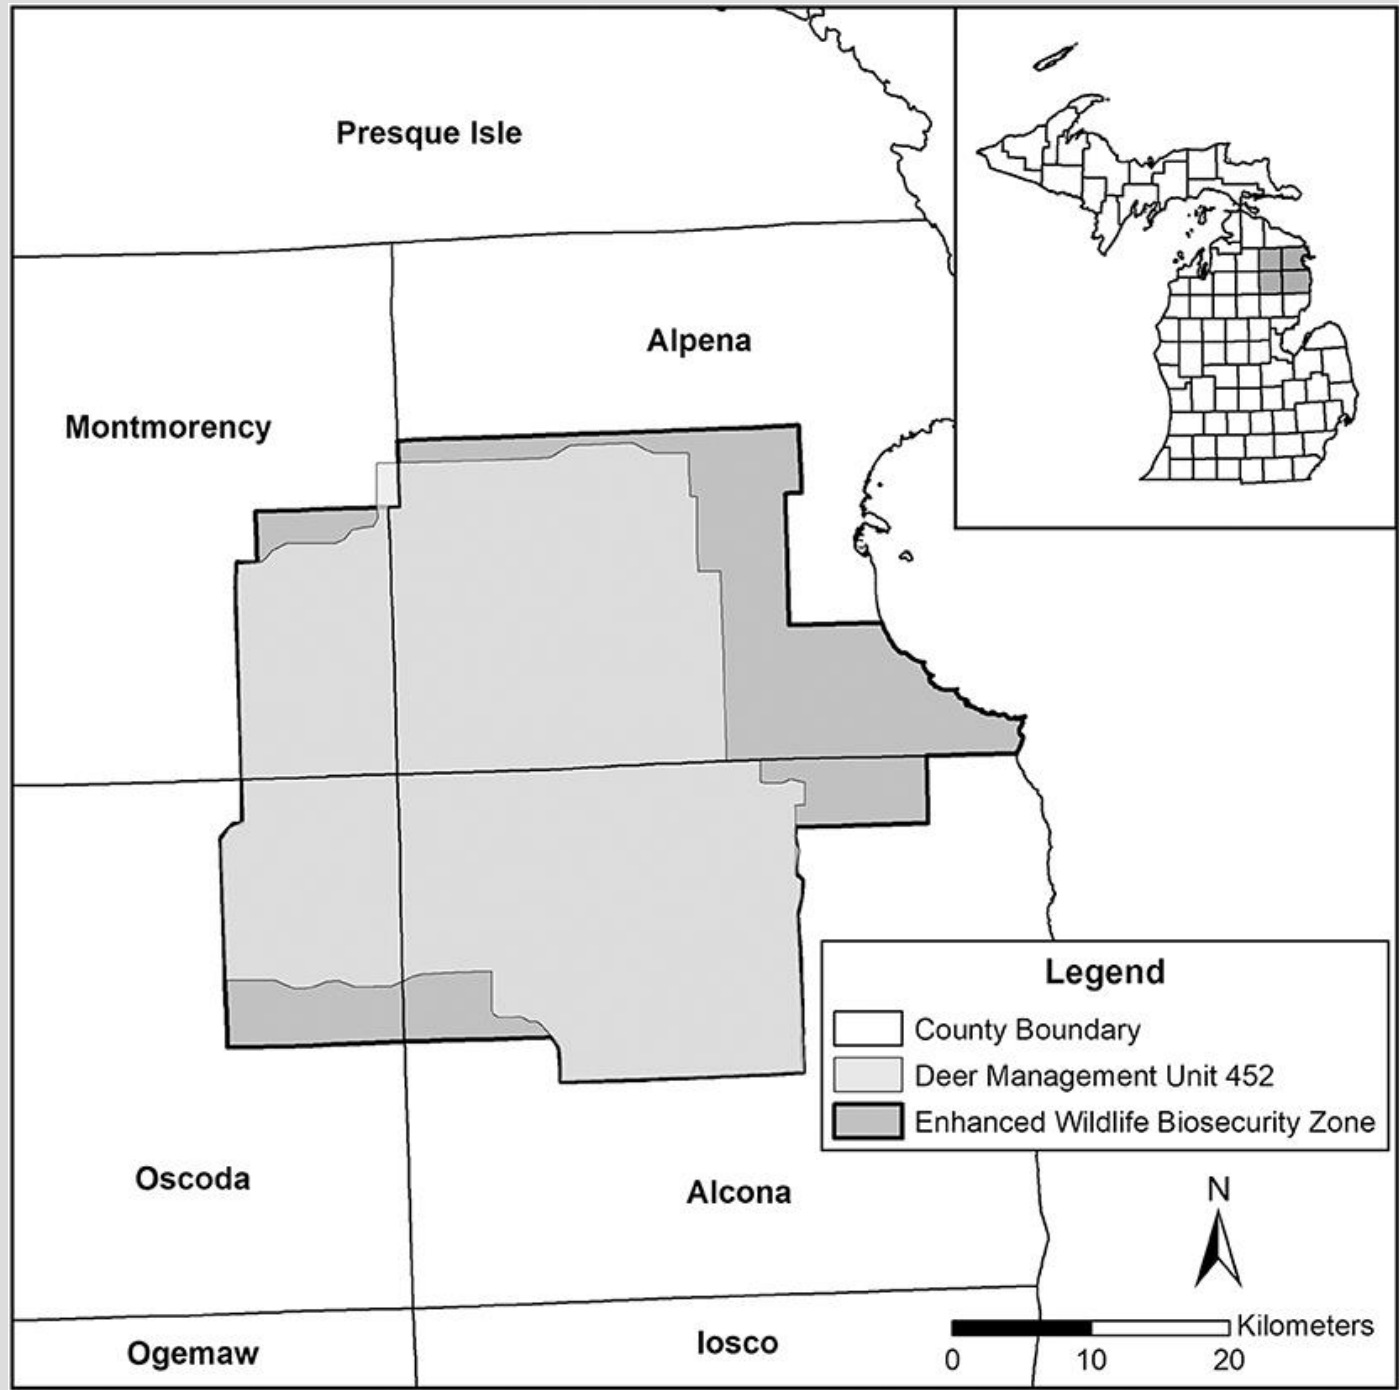 Presque Isle
Alpena
Montmorency
Legend
County Boundary
Deer Management Unit 452
Enhanced Wildlife Biosecurity Zone
Oscoda
Alcona
N
Kilometers
0 10 20
Ogemaw
Iosco